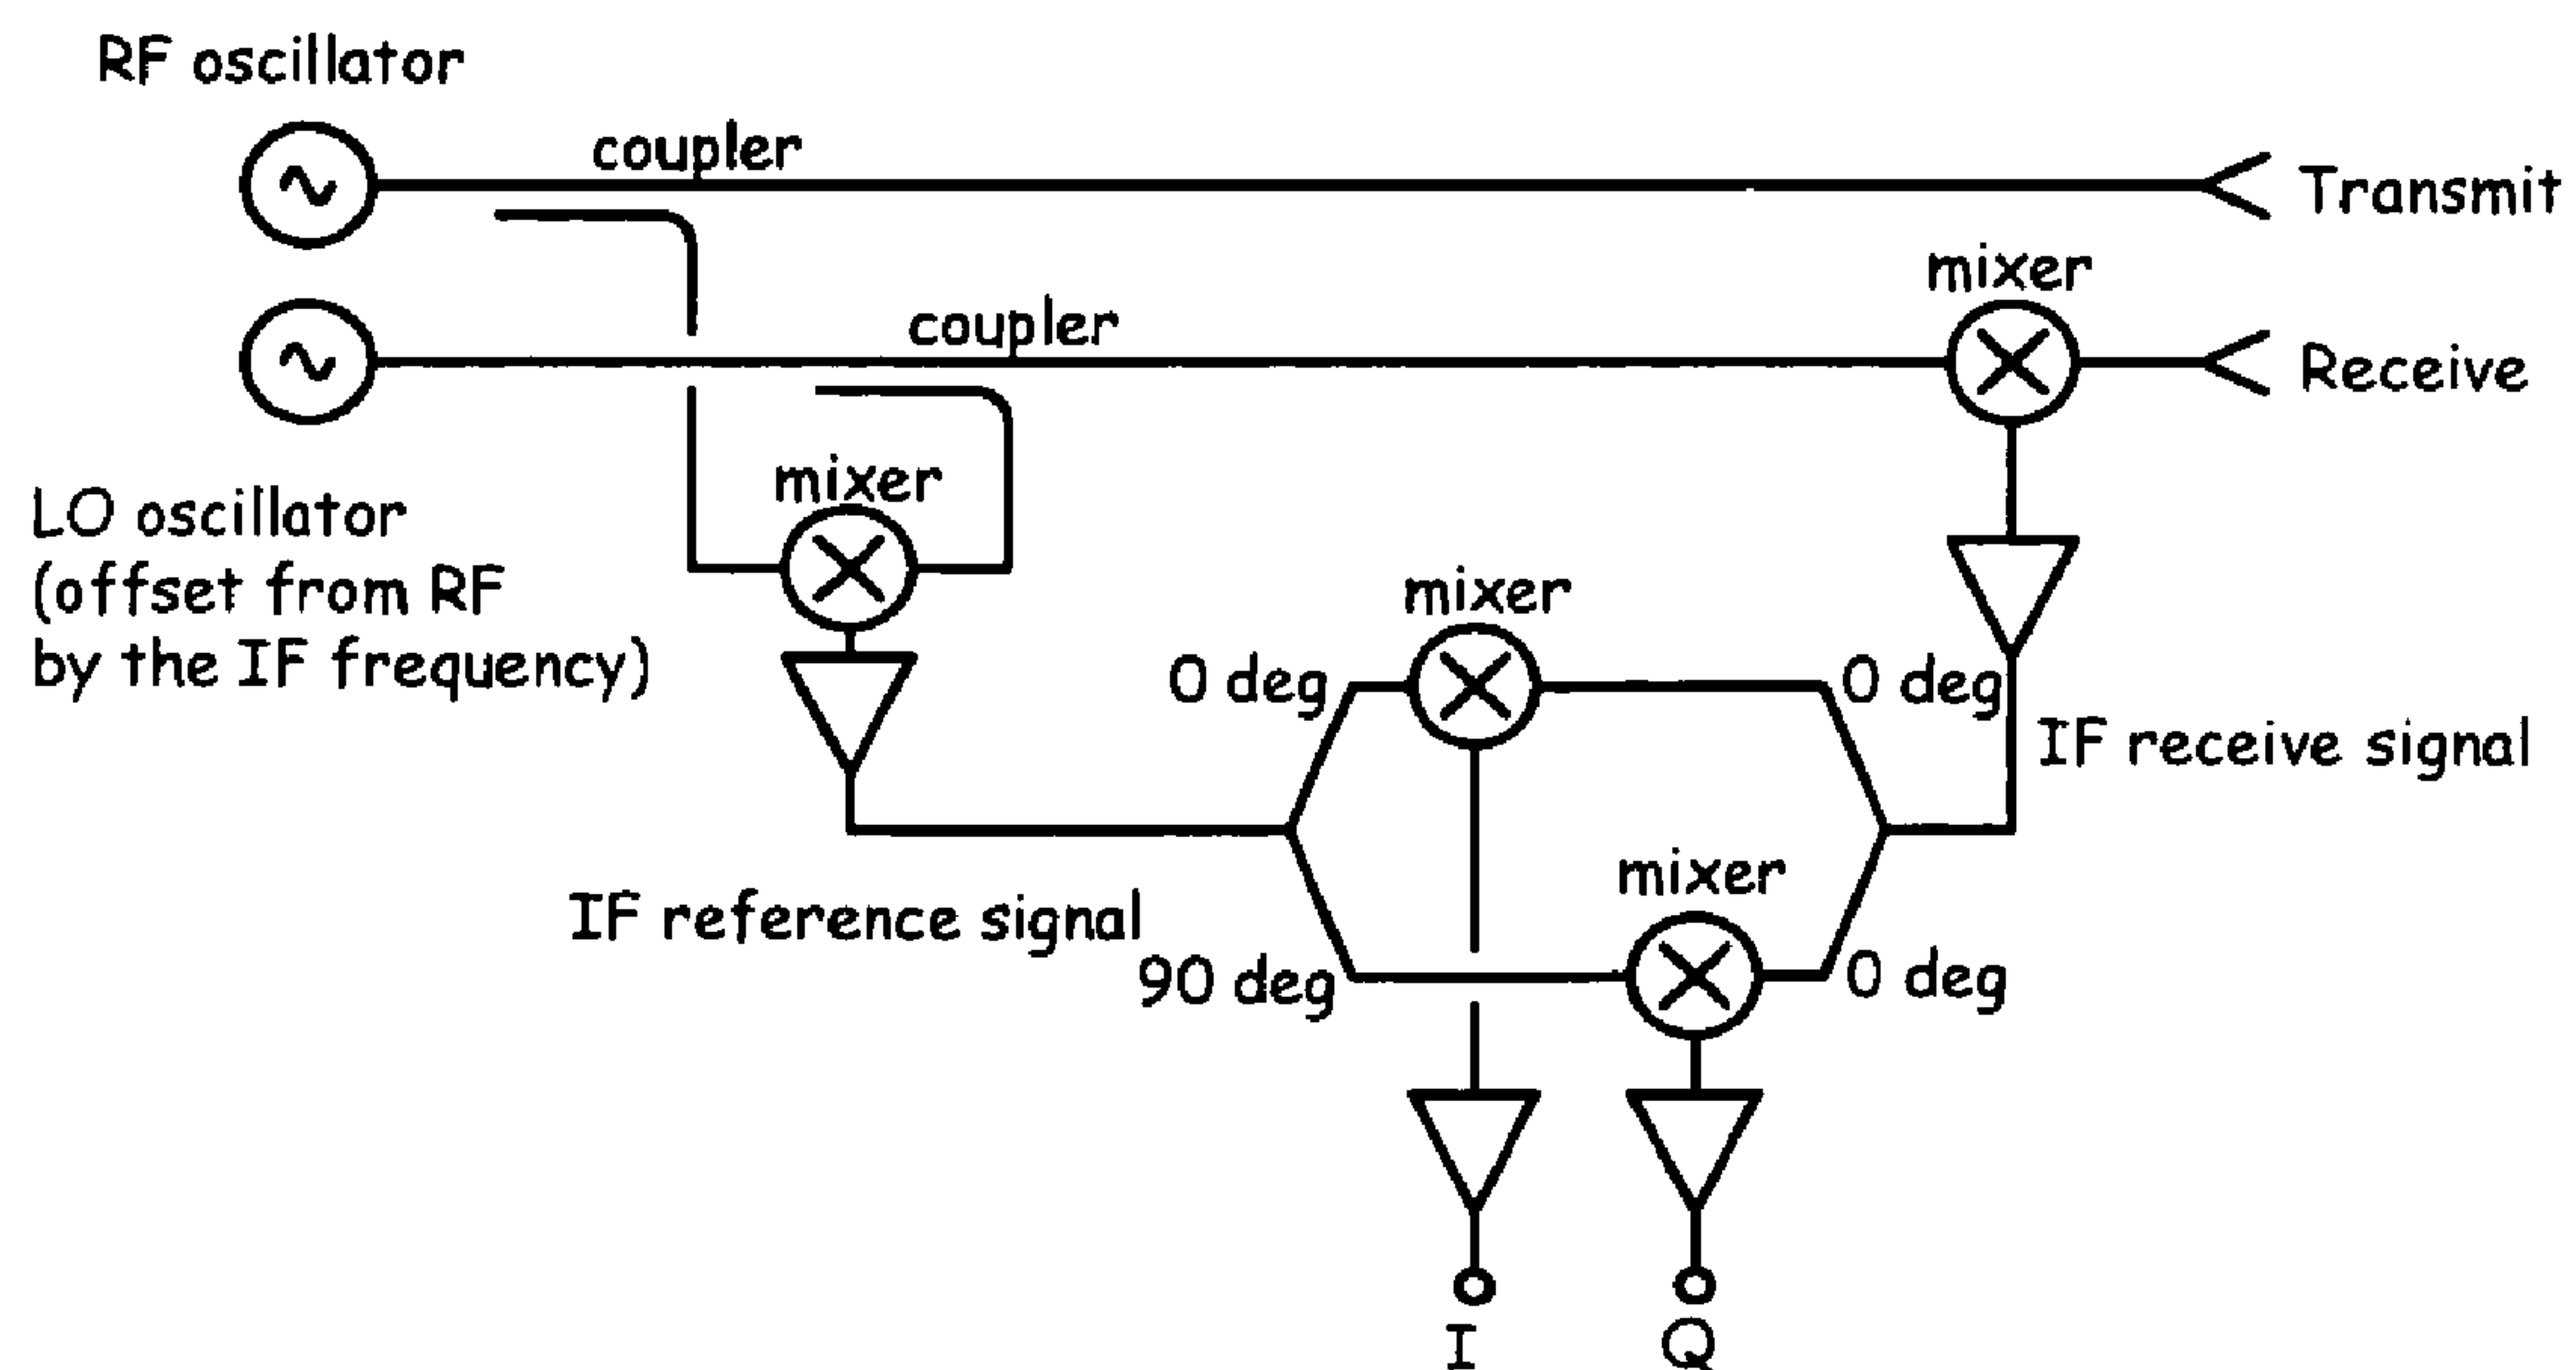 RF oscillator
coupler
Transmit
mixer
coupler
Receive
mixer
LO oscillator
(offset from RF
by the IF frequency)
mixer
0 deg
0 deg
IF receive signal
mixer
IF reference signal
90 deg
0 deg
I
Q